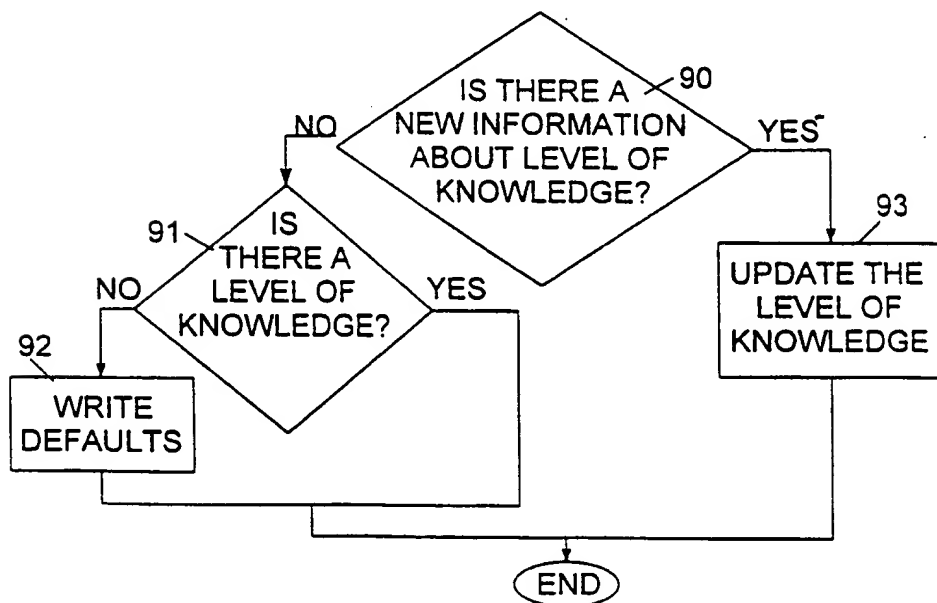 IS THERE A
NEW INFORMATION
ABOUT LEVEL OF
KNOWLEDGE?
90
NO
YES
IS
THERE A
LEVEL OF
KNOWLEDGE?
91
NO
YES
93
UPDATE THE
LEVEL OF
KNOWLEDGE
92
WRITE
DEFAULTS
END